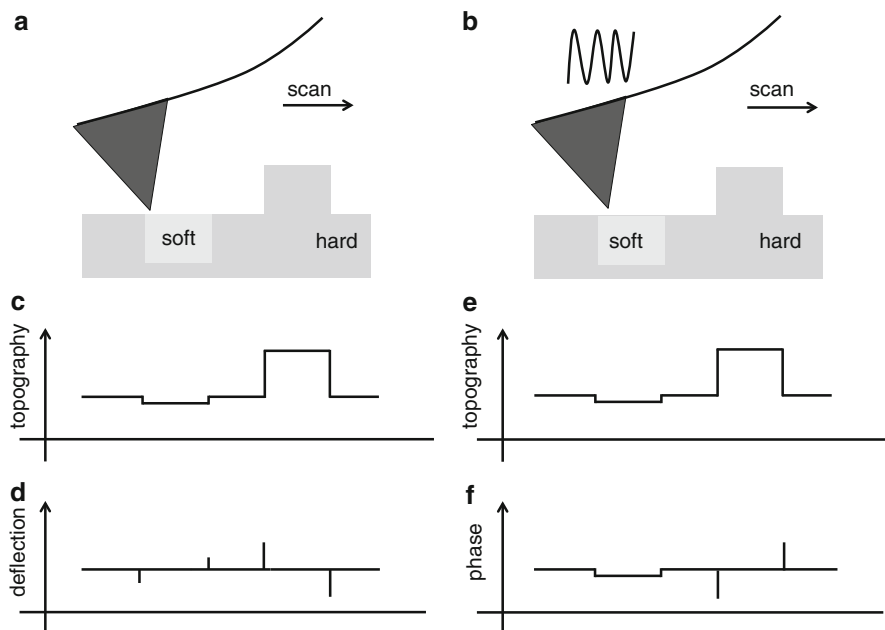 a
scan
soft
hard
b
scan
soft
hard
c
topography
d
deflection
e
topography
f
phase